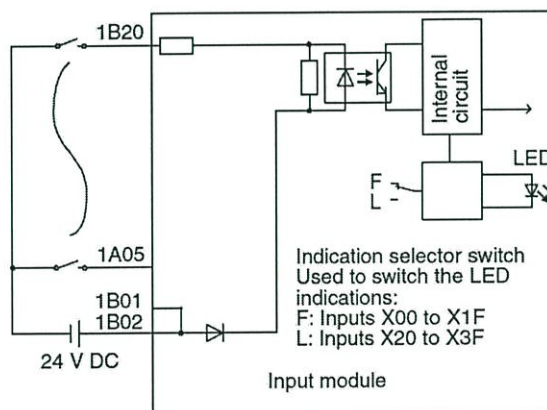 1B20
Internal
circuit
LED
F
L
1A05
Indication selector switch
Used to switch the LED
indications:
F: Inputs X00 to X1F
L: Inputs X20 to X3F
1B01
1B02
24 V DC
Input module